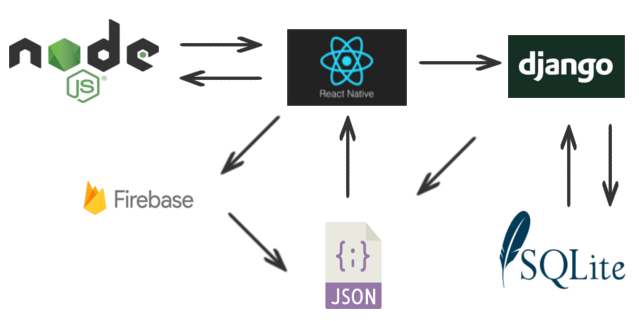 node
JS
React Native
django
Firebase
{;}
JSON
SQLite